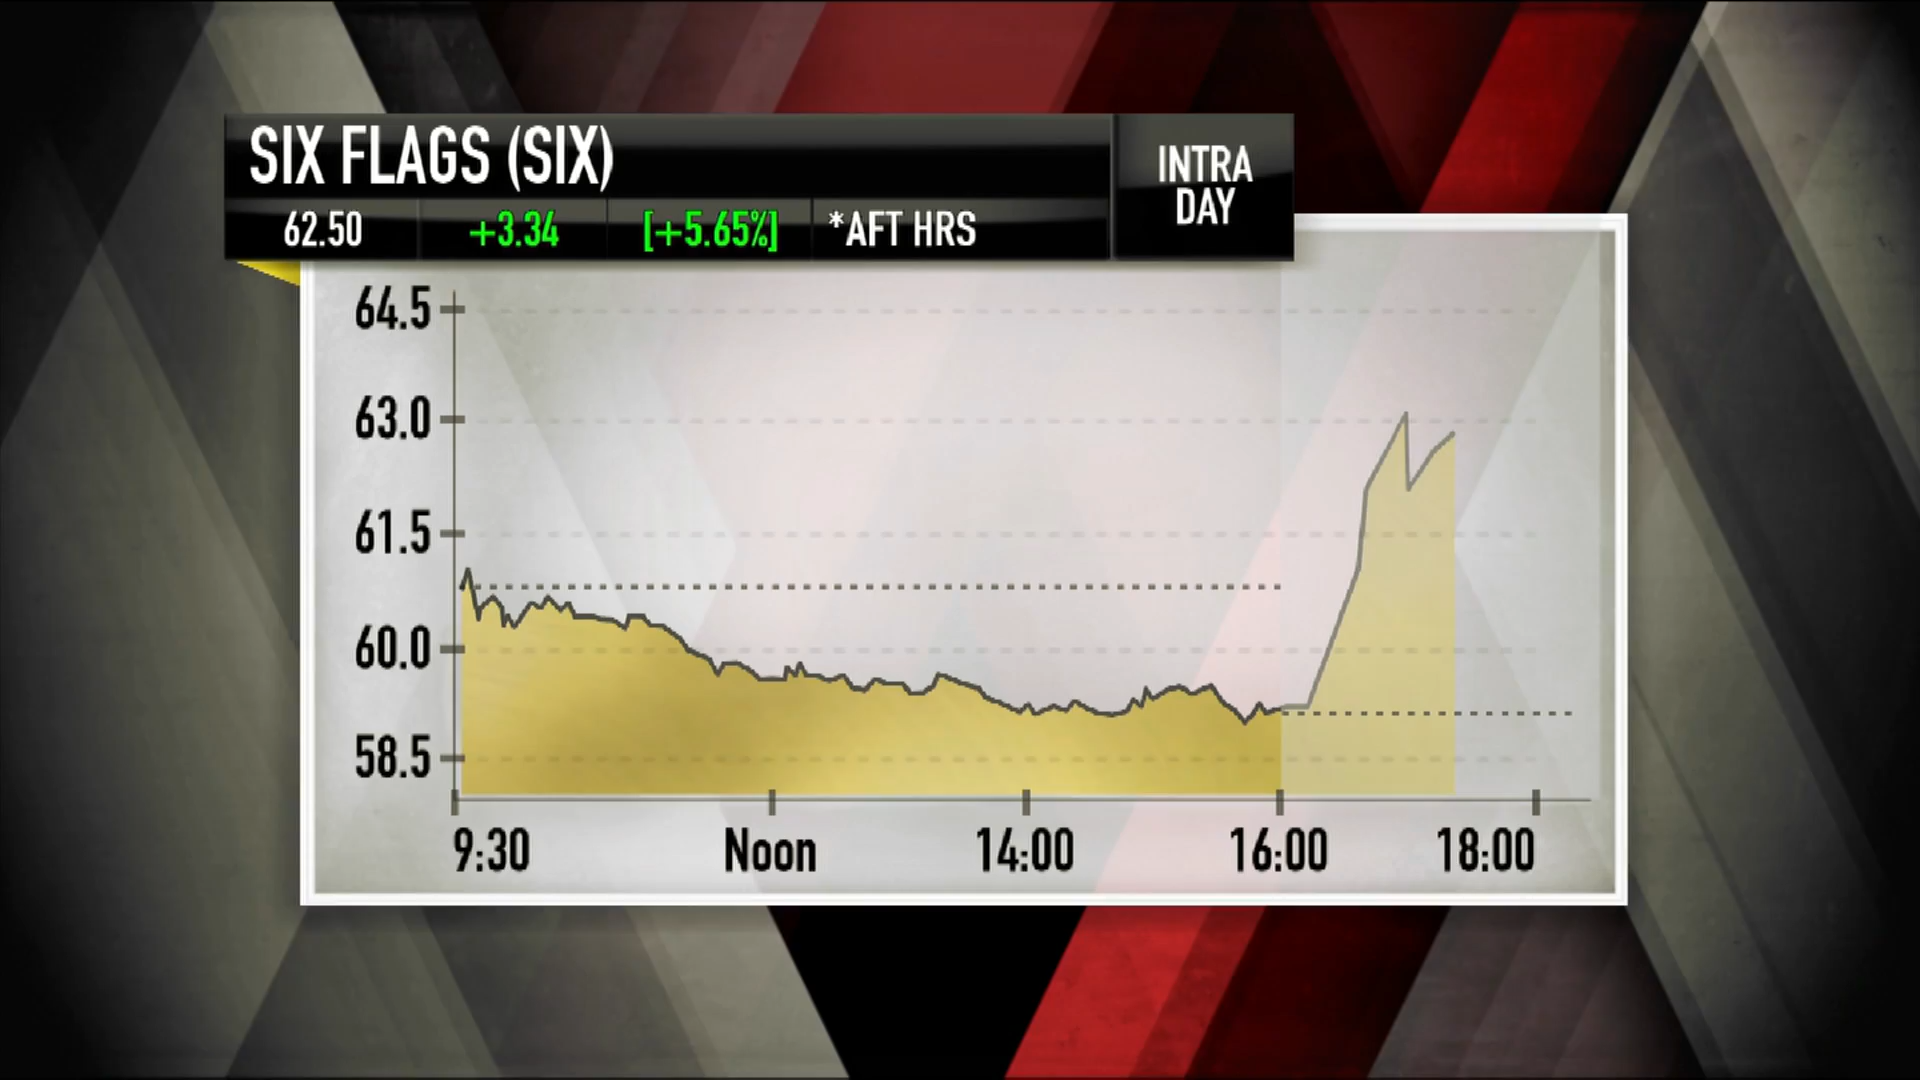 SIX FLAGS (SIX)
62.50 +3.34 [+5.65%] *AFT HRS
INTRA
DAY
64.5
63.0
61.5
60.0
58.5
9:30 Noon 14:00 16:00 18:00